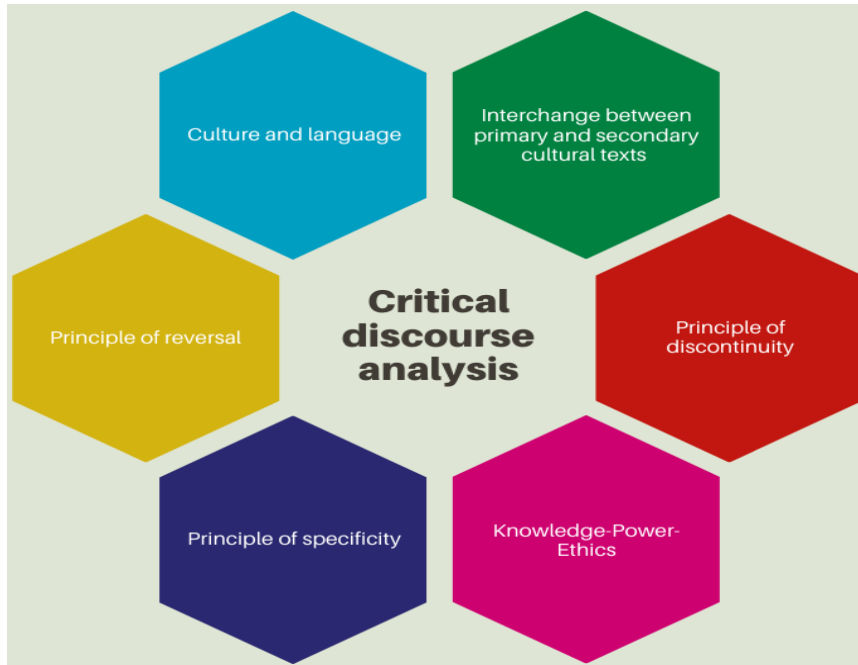 Culture and language
Interchange between
primary and secondary
cultural texts
Principle of reversal
Critical
discourse
analysis
Principle of
discontinuity
Principle of specificity
Knowledge-Power-
Ethics